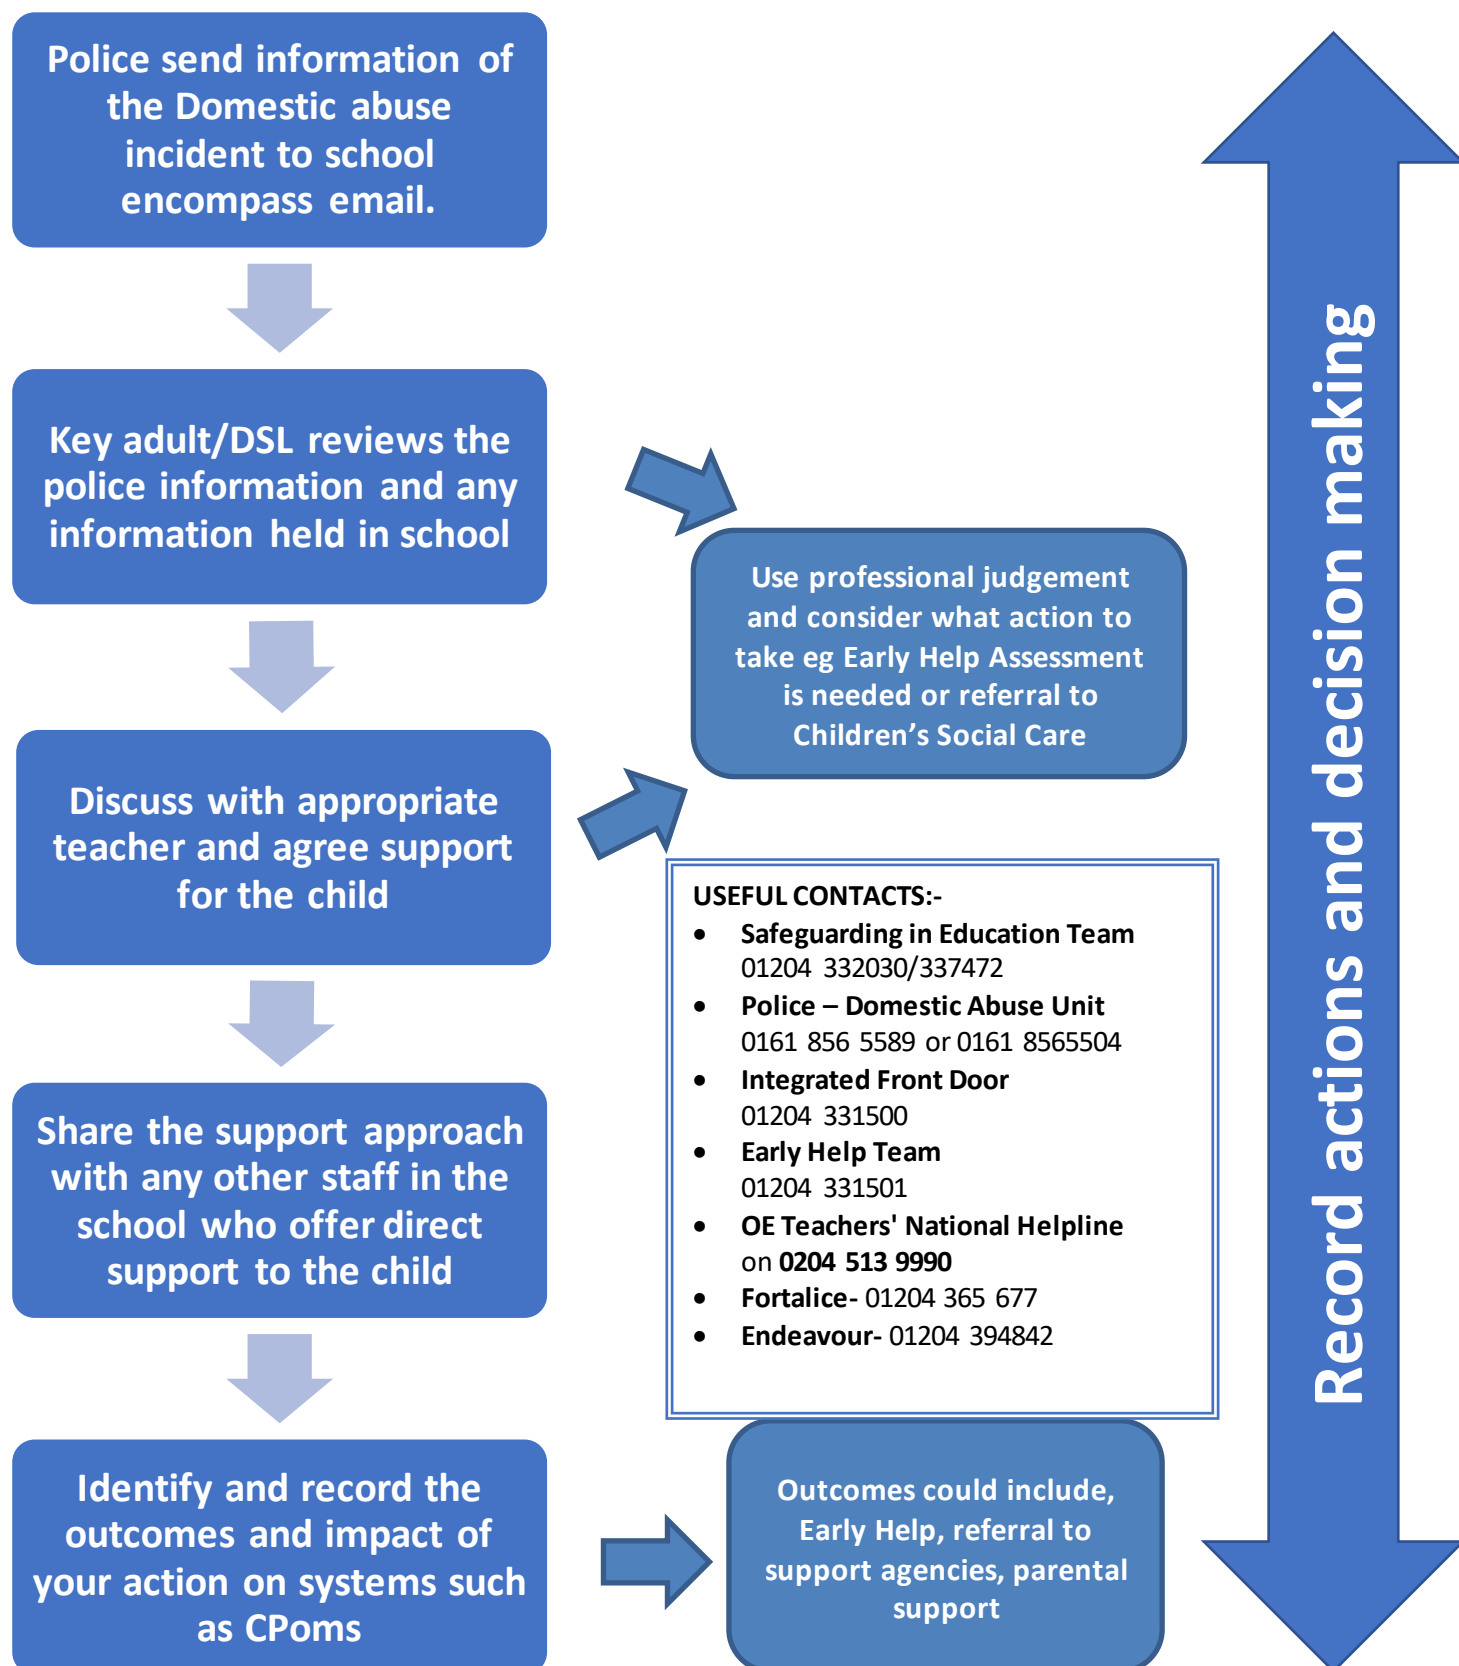 Police send information of
the Domestic abuse
incident to school
encompass email.
Key adult/DSL reviews the
police information and any
information held in school
Use professional judgement
and consider what action to
take eg Early Help Assessment
is needed or referral to
Children’s Social Care
Discuss with appropriate
teacher and agree support
for the child
USEFUL CONTACTS:-
• Safeguarding in Education Team
01204 332030/337472
• Police – Domestic Abuse Unit
0161 856 5589 or 0161 8565504
• Integrated Front Door
01204 331500
• Early Help Team
01204 331501
• OE Teachers' National Helpline
on 0204 513 9990
• Fortalice- 01204 365 677
• Endeavour- 01204 394842
Share the support approach
with any other staff in the
school who offer direct
support to the child
Identify and record the
outcomes and impact of
your action on systems such
as CPoms
Outcomes could include,
Early Help, referral to
support agencies, parental
support
Record actions and decision making